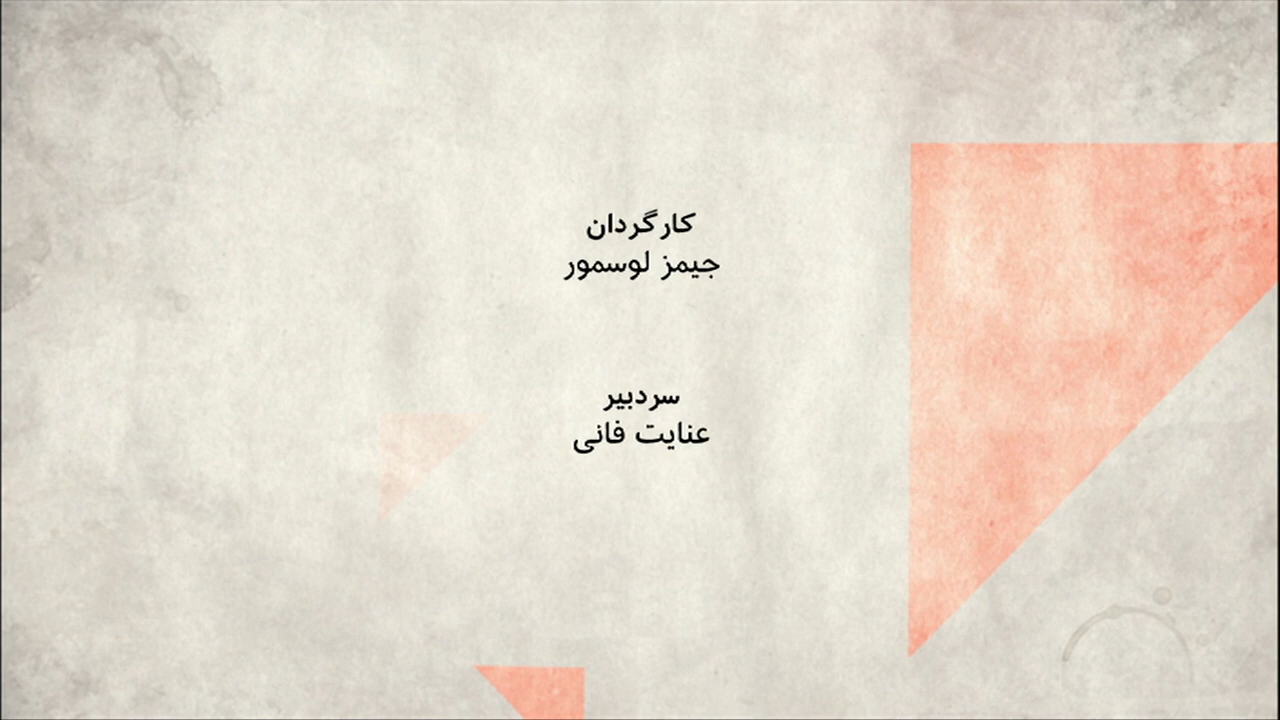 کارگردان
جیمز لوسمور
سردبیر
عنایت فانی